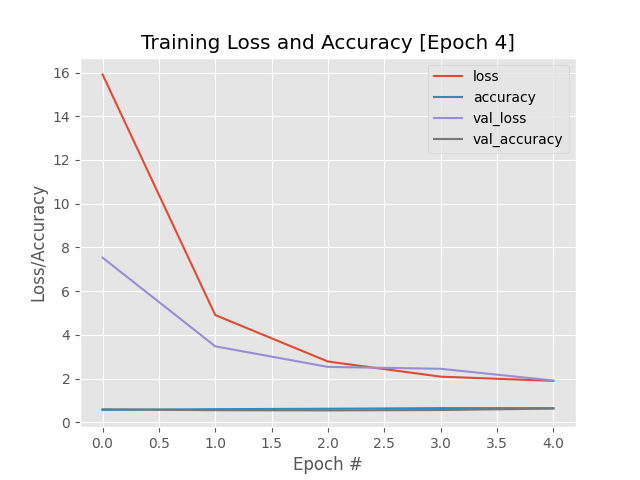 Training Loss and Accuracy [Epoch 4]
loss
accuracy
val_loss
val_accuracy
Loss/Accuracy
16
14
12
10
8
6
4
2
0
0.0 0.5 1.0 1.5 2.0 2.5 3.0 3.5 4.0
Epoch #